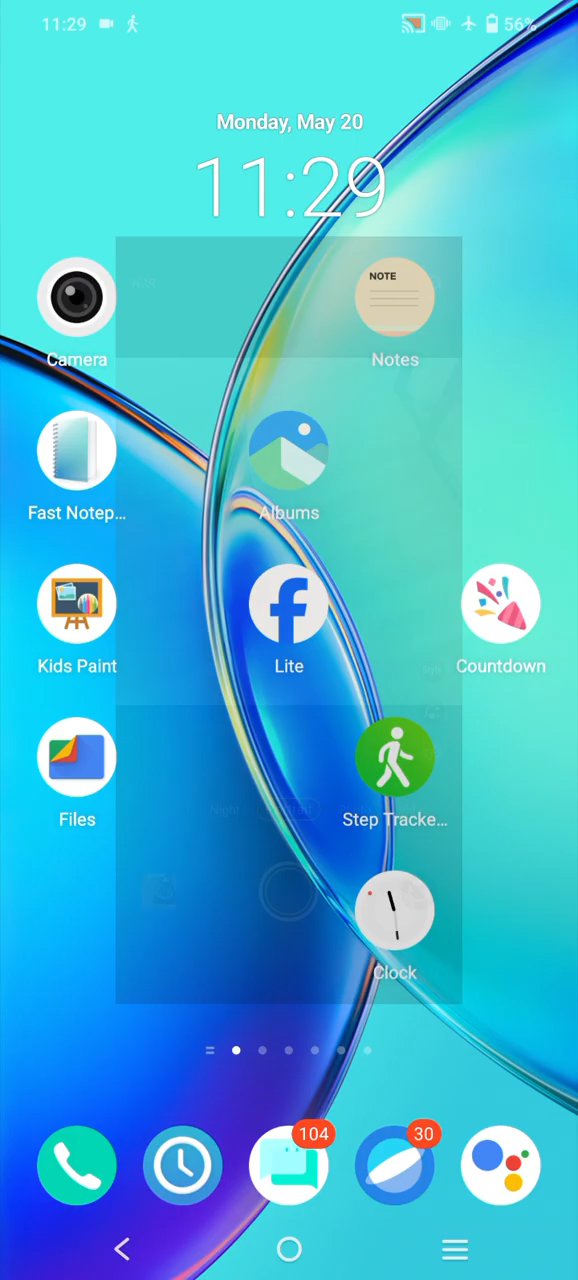 11:29
56%
Monday, May 20
11:29
NOTE
Camera
Notes
Fast Notep...
Albums
Kids Paint
Lite
Countdown
Files
Night
Step Tracke...
Clock
104
30